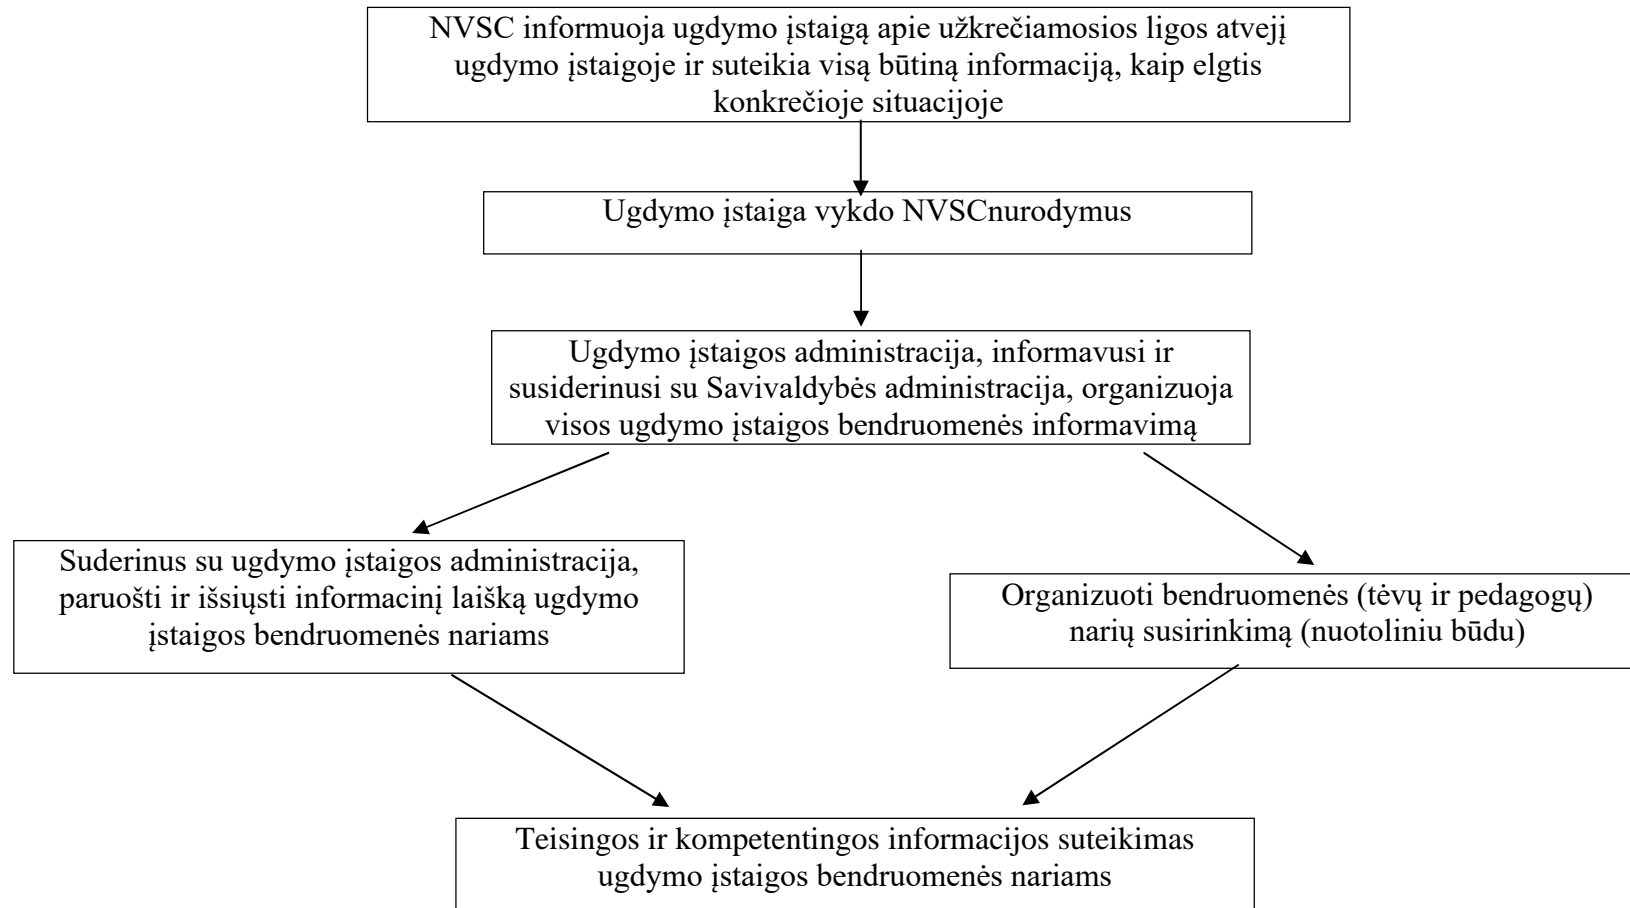 NVSC informuoja ugdymo įstaigą apie užkrečiamosios ligos atvejį
ugdymo įstaigoje ir suteikia visą būtiną informaciją, kaip elgtis
konkrečioje situacijoje
Ugdymo įstaiga vykdo NVSCnurodymus
Ugdymo įstaigos administracija, informavusi ir
susiderinusi su Savivaldybės administracija, organizuoja
visos ugdymo įstaigos bendruomenės informavimą
Suderinus su ugdymo įstaigos administracija,
paruošti ir išsiųsti informacinį laišką ugdymo
įstaigos bendruomenės nariams
Organizuoti bendruomenės (tėvų ir pedagogų)
narių susirinkimą (nuotoliniu būdu)
Teisingos ir kompetentingos informacijos suteikimas
ugdymo įstaigos bendruomenės nariams